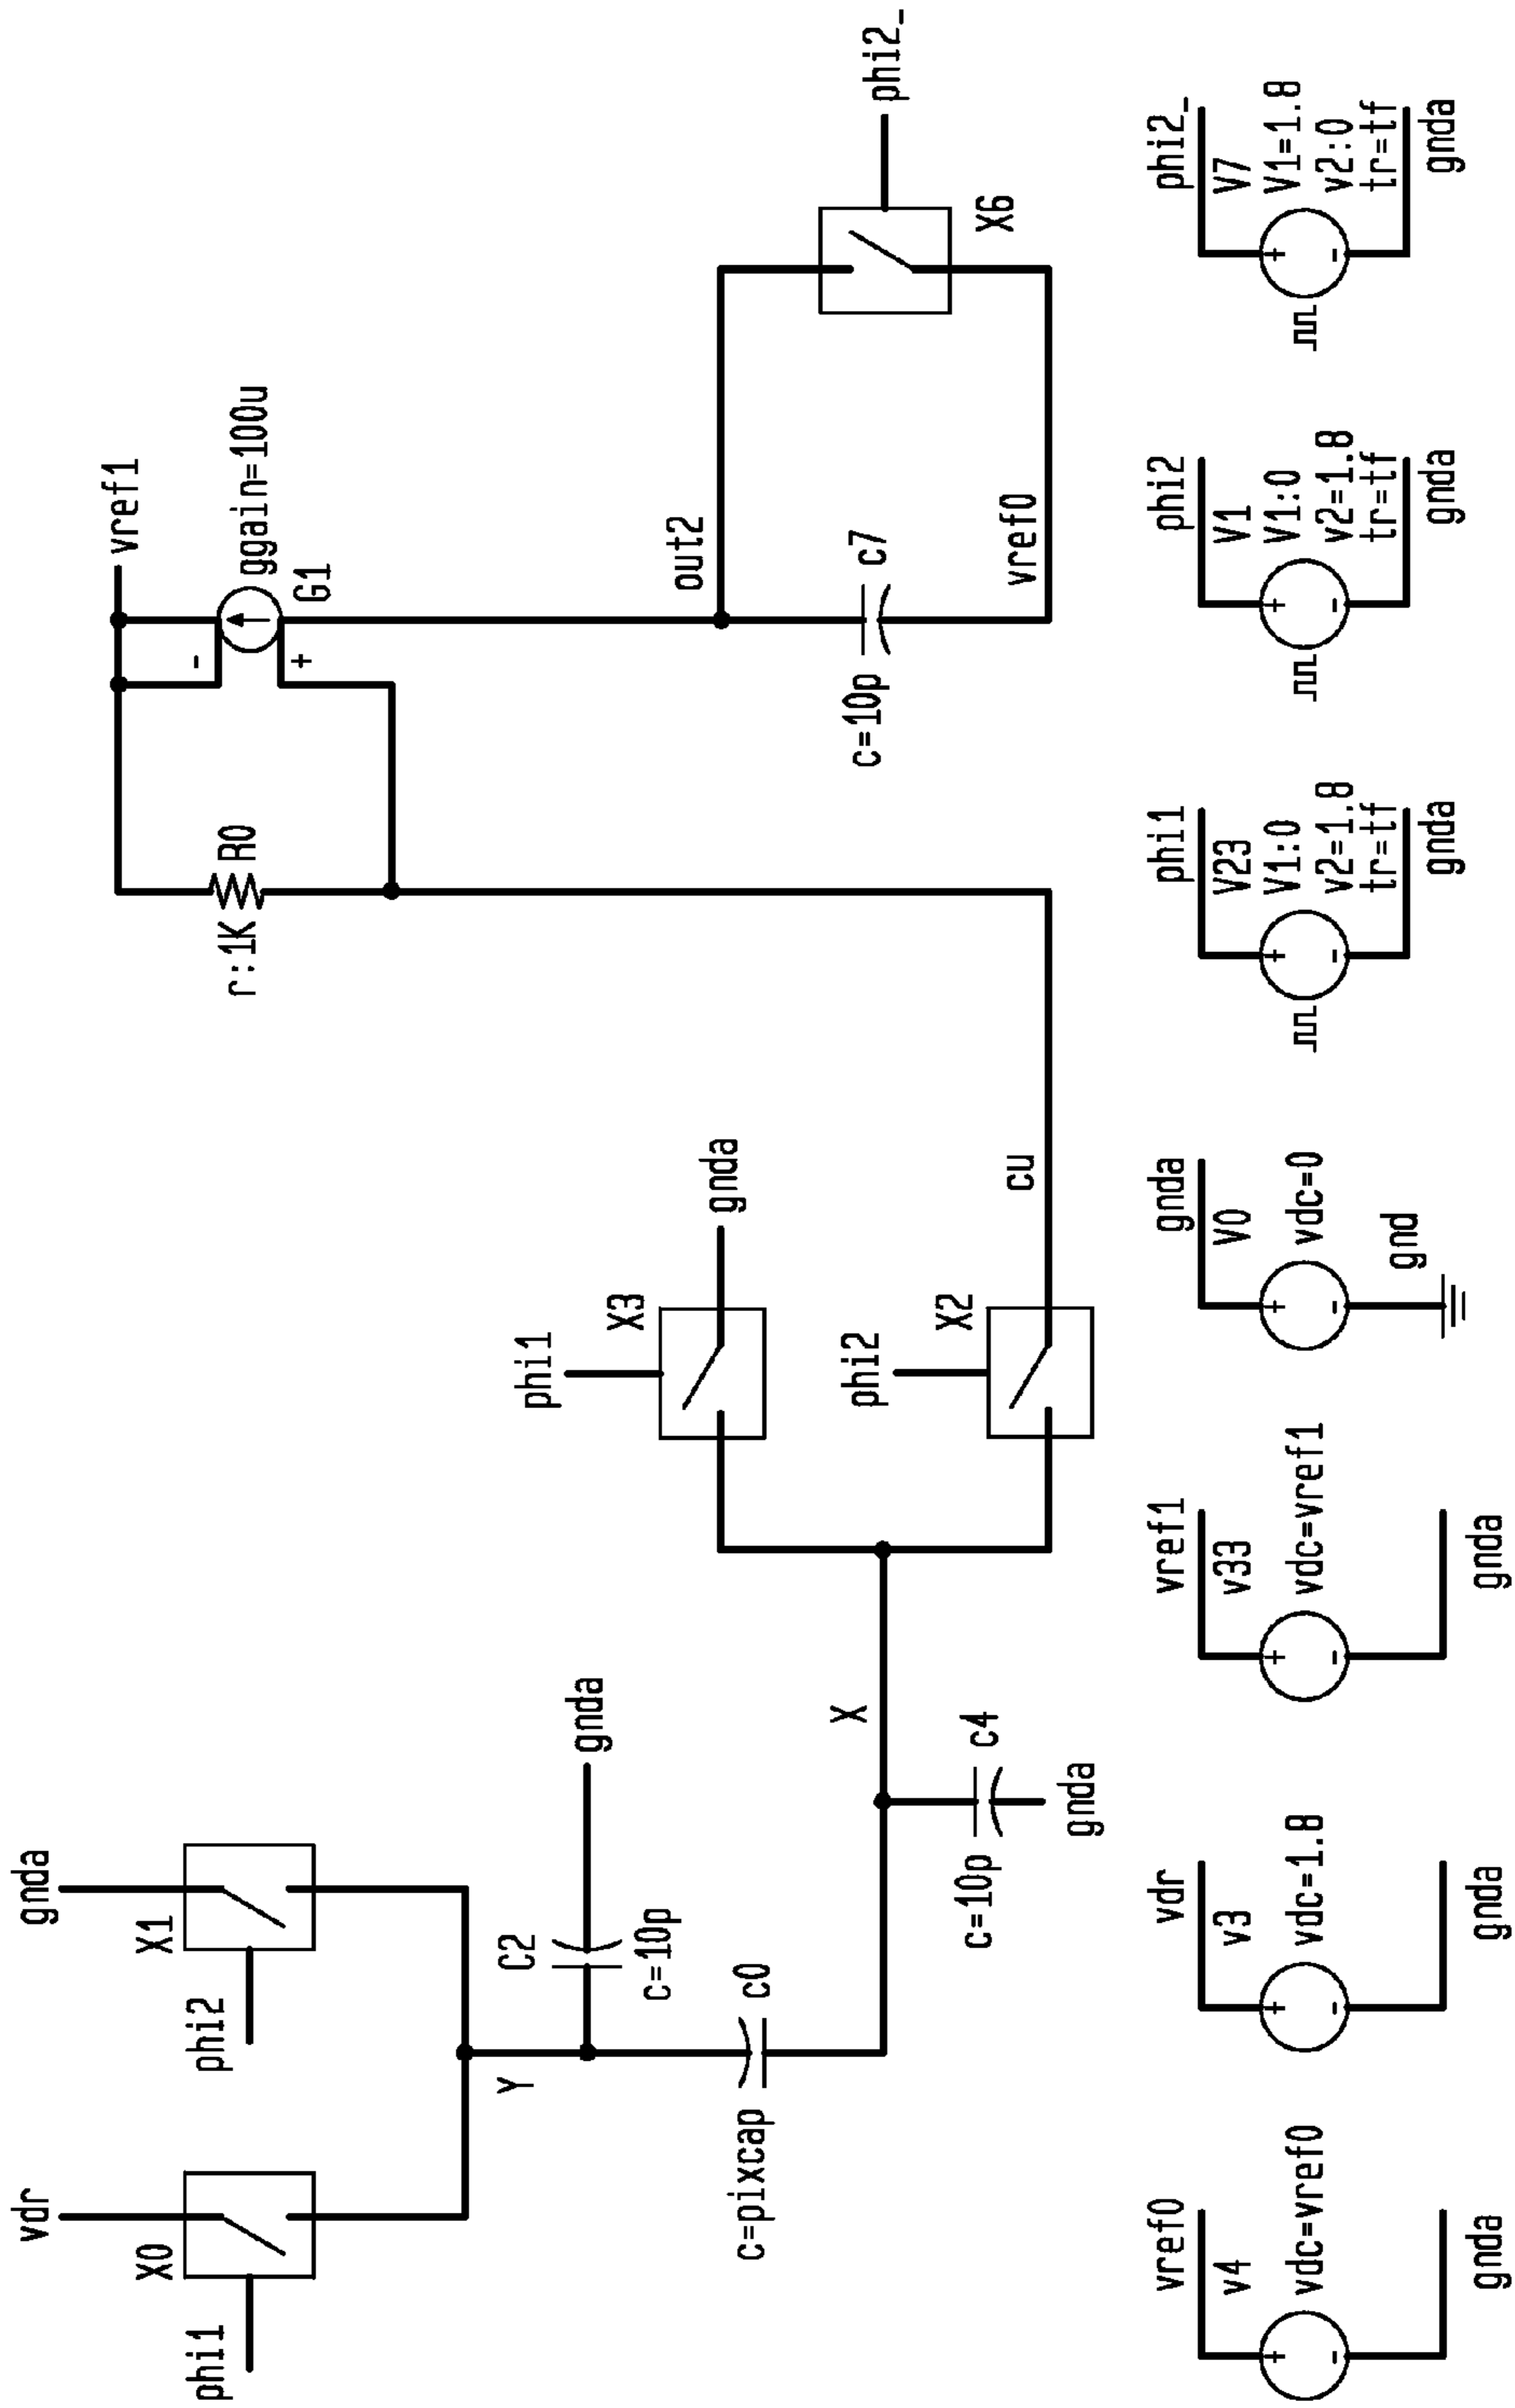 vdr
gnda
phi1
X0
phi2
X1
Y
C2
c=10p
gnda
c=pixcap
c0
X
c=10p
c4
gnda
phi1
X3
gnda
phi2
X2
cu
r:1K
R0
vref1
-
+
ggain=100u
G1
out2
c=10p
c7
vref0
X6
phi2_
vref0
v4
+
-
vdc=vref0
gnda
vdr
v3
+
-
vdc=1.8
gnda
vref1
v33
+
-
vdc=vref1
gnda
gnda
V0
+
-
vdc=0
gnd
phi1
V23
+
-
V1:0
v2=1.8
tr=tf
gnda
phi2
V1
+
-
V1:0
v2=1.8
tr=tf
gnda
phi2_
V7
+
-
V1=1.8
v2:0
tr=tf
gnda